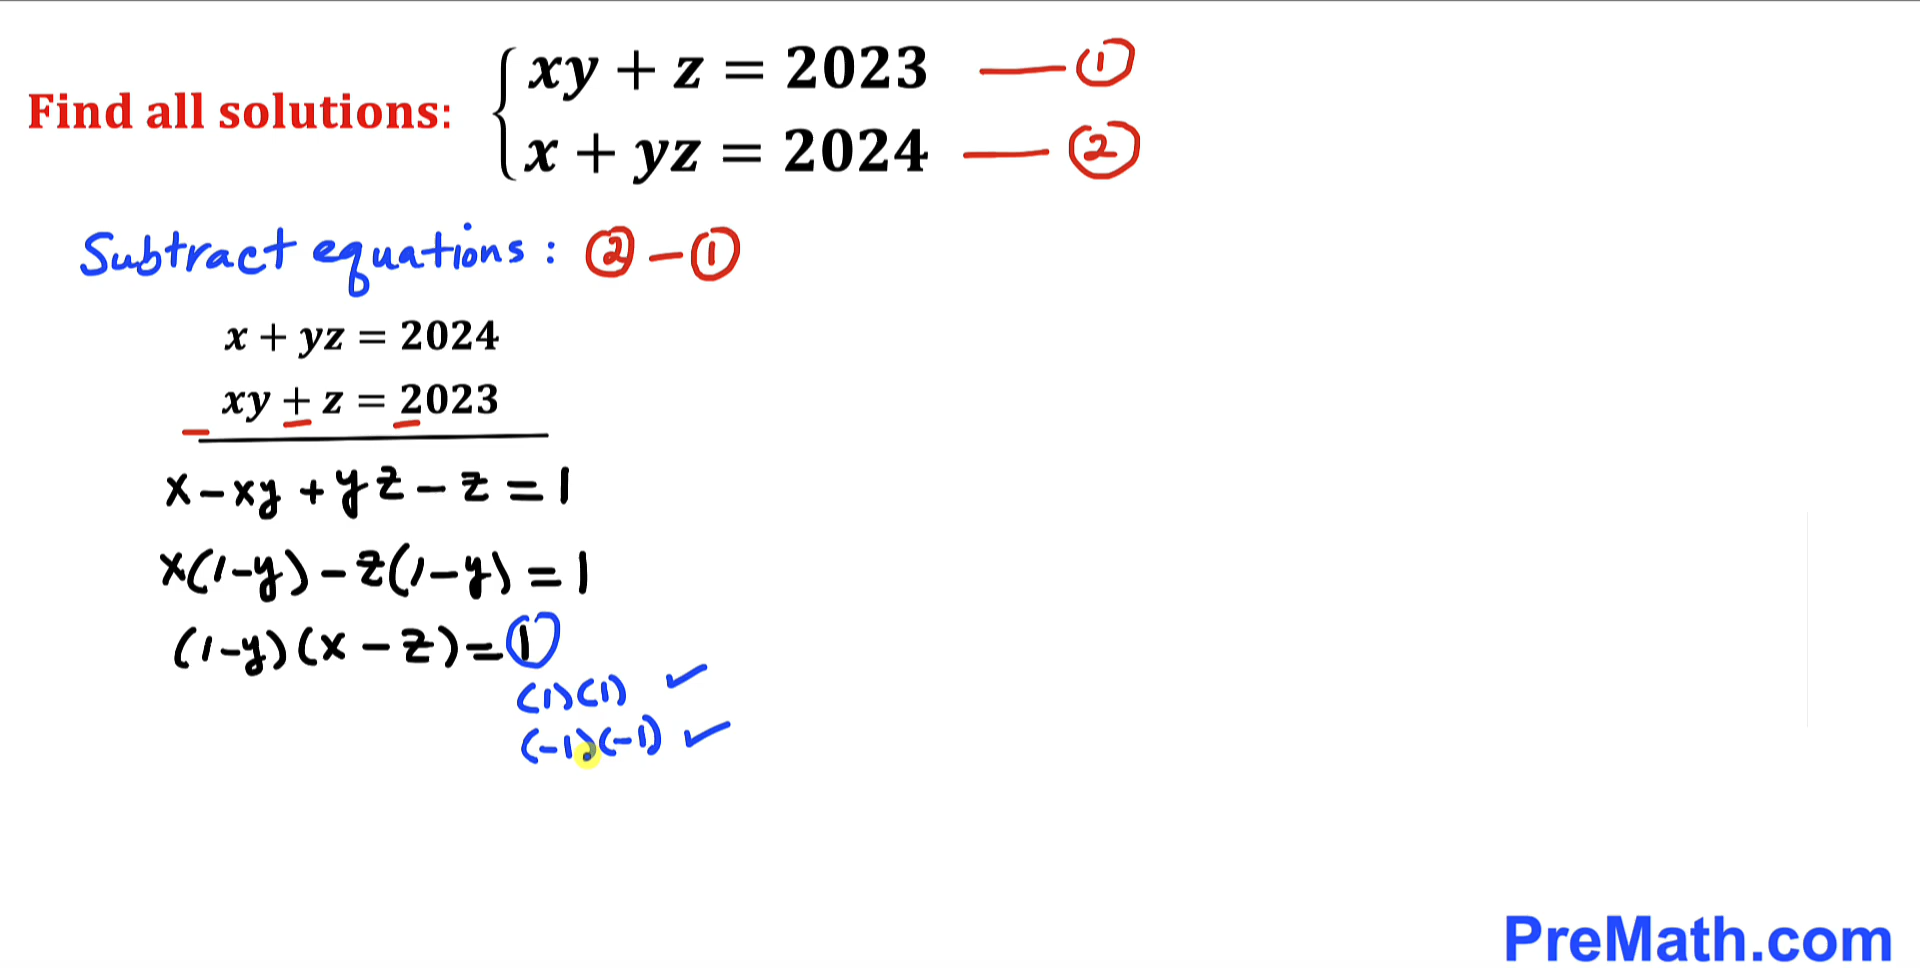 Find all solutions:
xy + z = 2023 — ①
x + yz = 2024 — ②
Subtract equations: ② - ①
x + yz = 2024
xy + z = 2023
x - xy + yz - z = 1
x(1-y) - z(1-y) = 1
(1-y)(x - z) = 1
(1)(1) ✓
(-1)(-1) ✓
PreMath.com